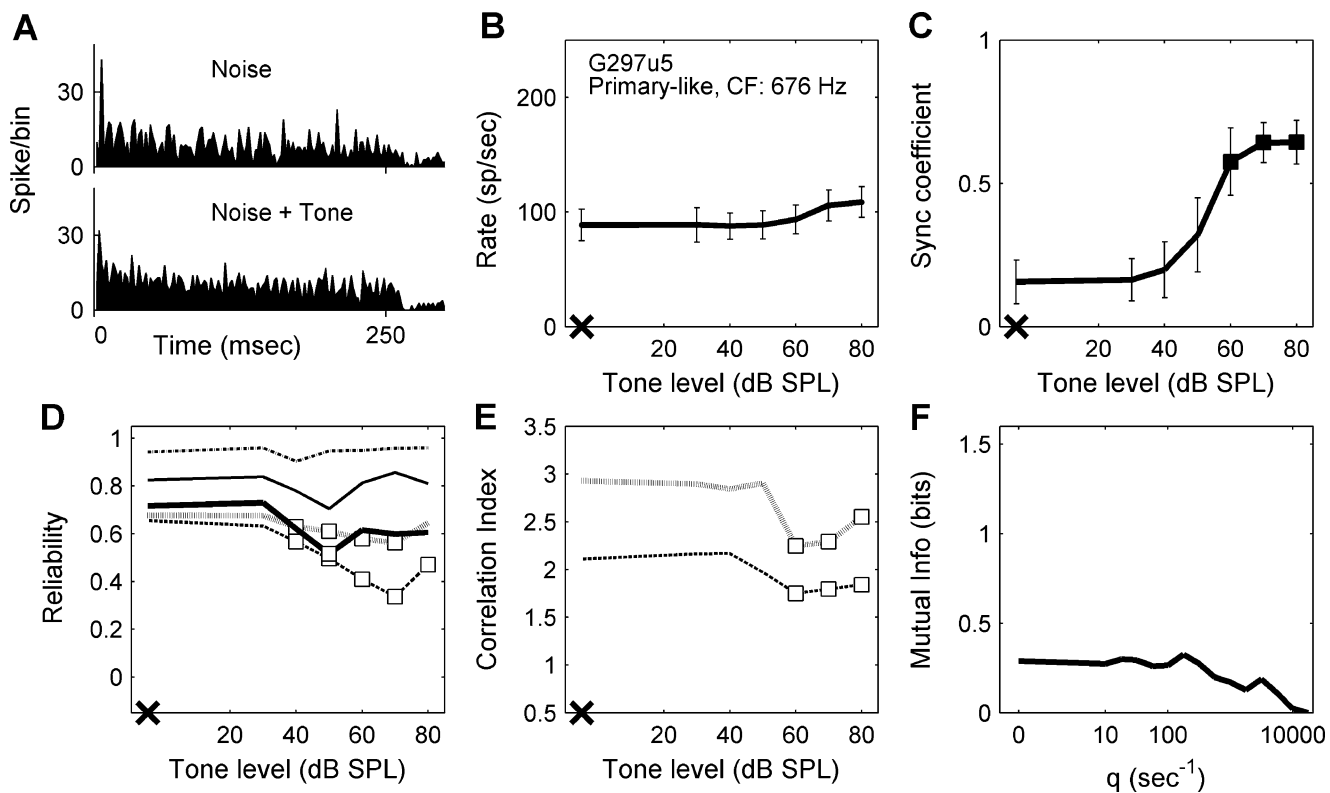 A
Noise
30
0
Spike/bin
Noise + Tone
30
0
0
250
Time (msec)
B
G297u5
Primary-like, CF: 676 Hz
200
100
0
Rate (sp/sec)
20 40 60 80
Tone level (dB SPL)
C
1
0.5
0
Sync coefficient
20 40 60 80
Tone level (dB SPL)
D
1
0.8
0.6
0.4
0.2
0
Reliability
20 40 60 80
Tone level (dB SPL)
E
3.5
3
2.5
2
1.5
1
0.5
Correlation Index
20 40 60 80
Tone level (dB SPL)
F
1.5
1
0.5
0
Mutual Info (bits)
0 10 100 10000
q (sec⁻¹)